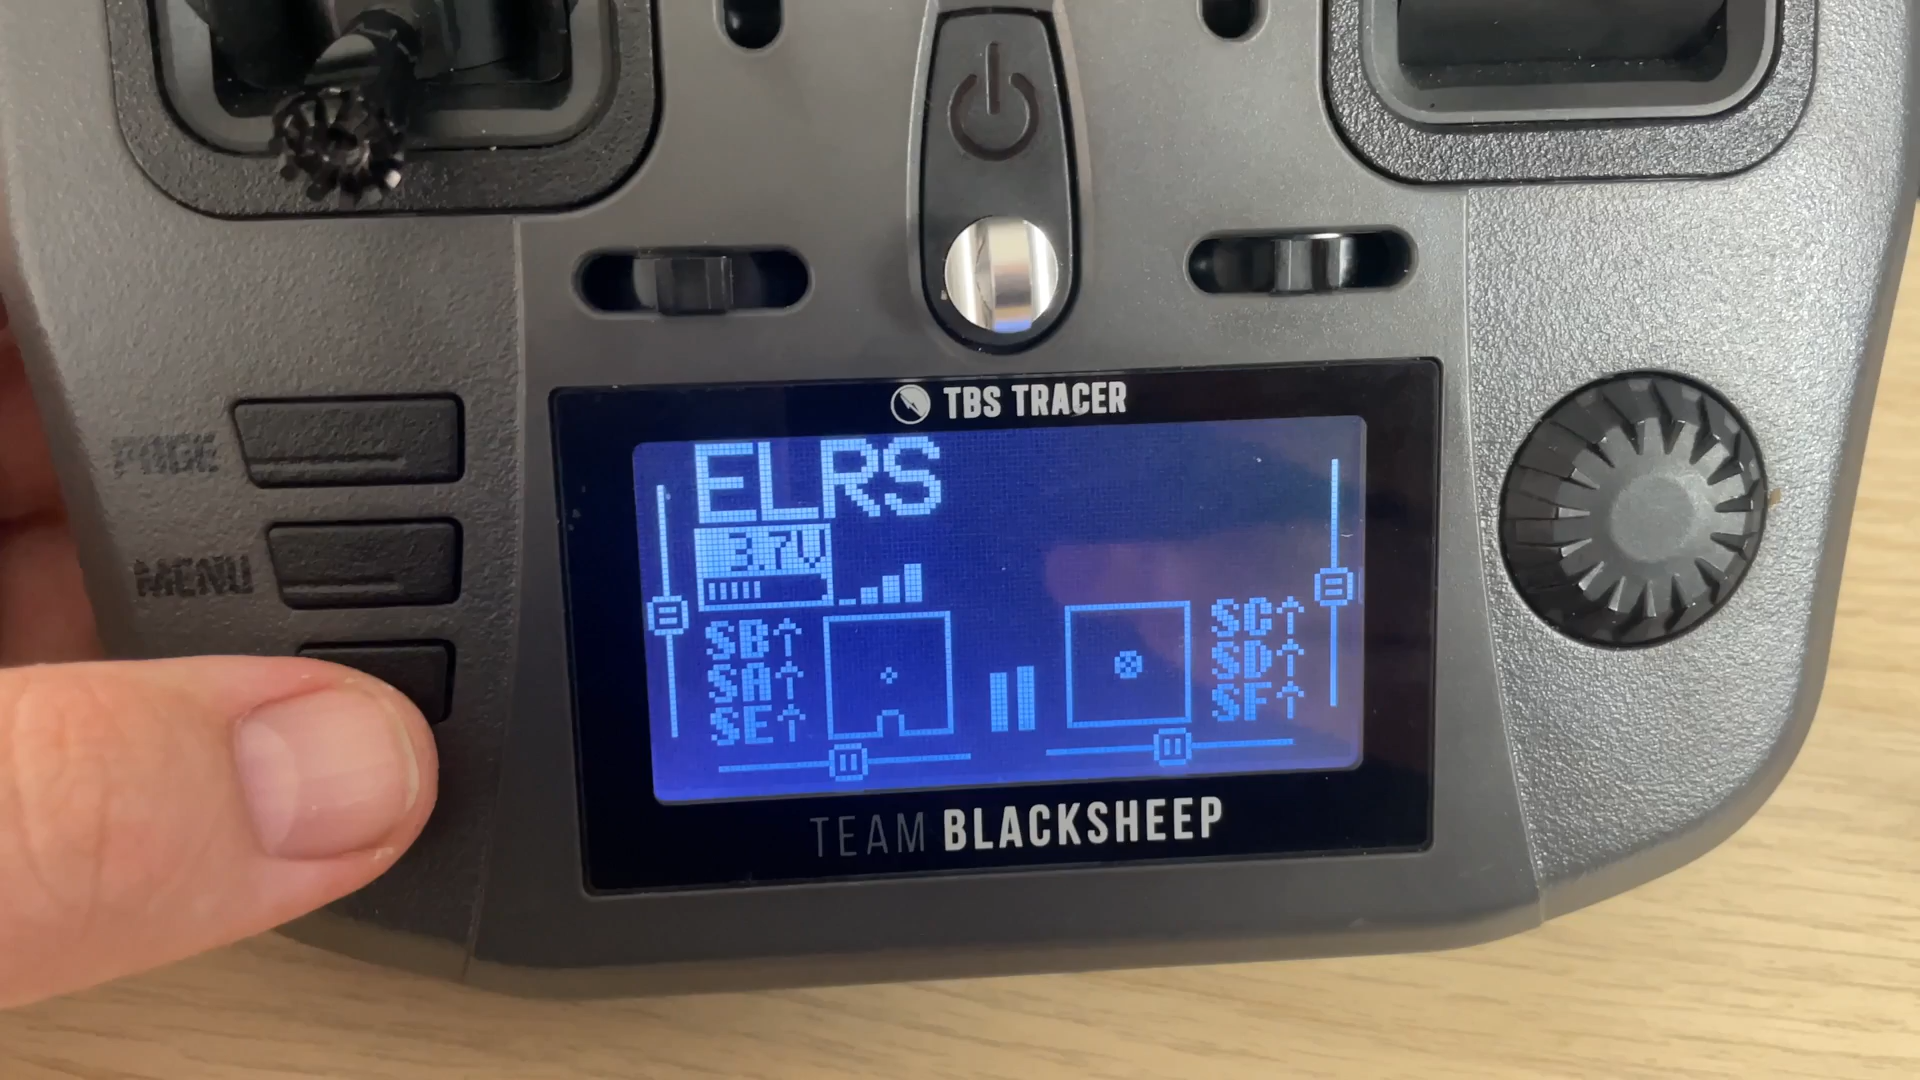 PAGE
MENU
TBS TRACER
ELRS
3.7V
SB↑
SA↑
SE↑
SC↑
SD↑
SF↑
TEAM BLACKSHEEP